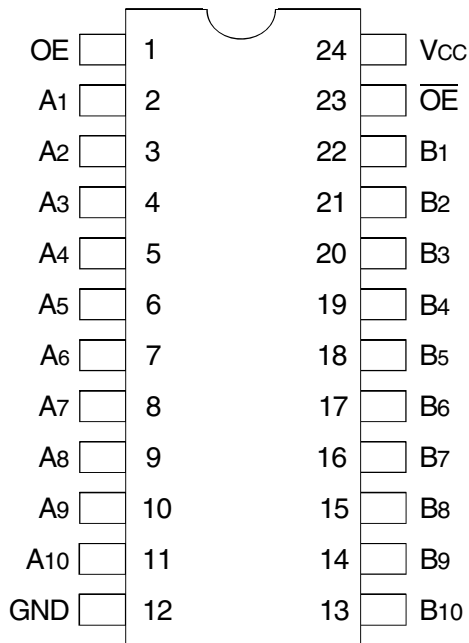 OE 1 24 VCC
A1 2 23 O̅E̅
A2 3 22 B1
A3 4 21 B2
A4 5 20 B3
A5 6 19 B4
A6 7 18 B5
A7 8 17 B6
A8 9 16 B7
A9 10 15 B8
A10 11 14 B9
GND 12 13 B10